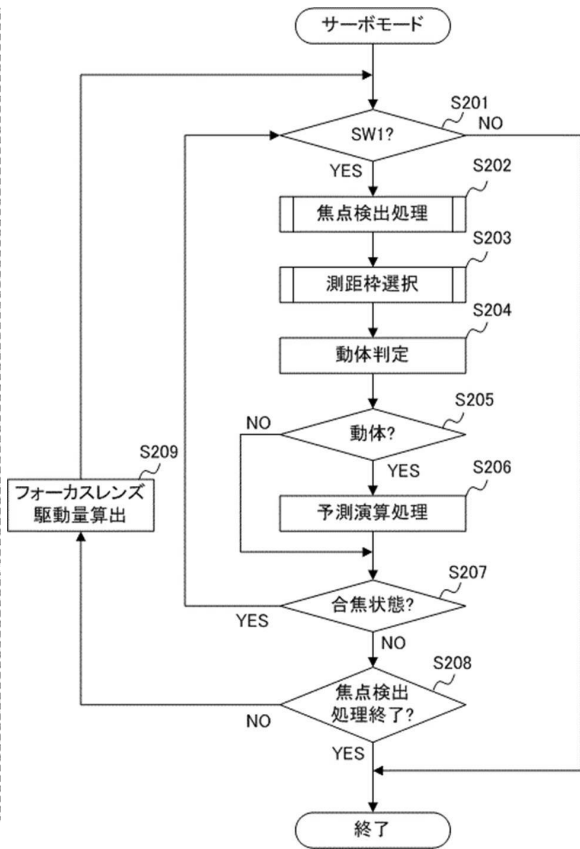 サーボモード
S201
SW1?
NO
YES
S202
焦点検出処理
S203
測距枠選択
S204
動体判定
S205
NO
動体?
YES
S209
S206
フォーカスレンズ
駆動量算出
予測演算処理
S207
合焦状態?
YES
NO
S208
焦点検出
処理終了?
NO
YES
終了